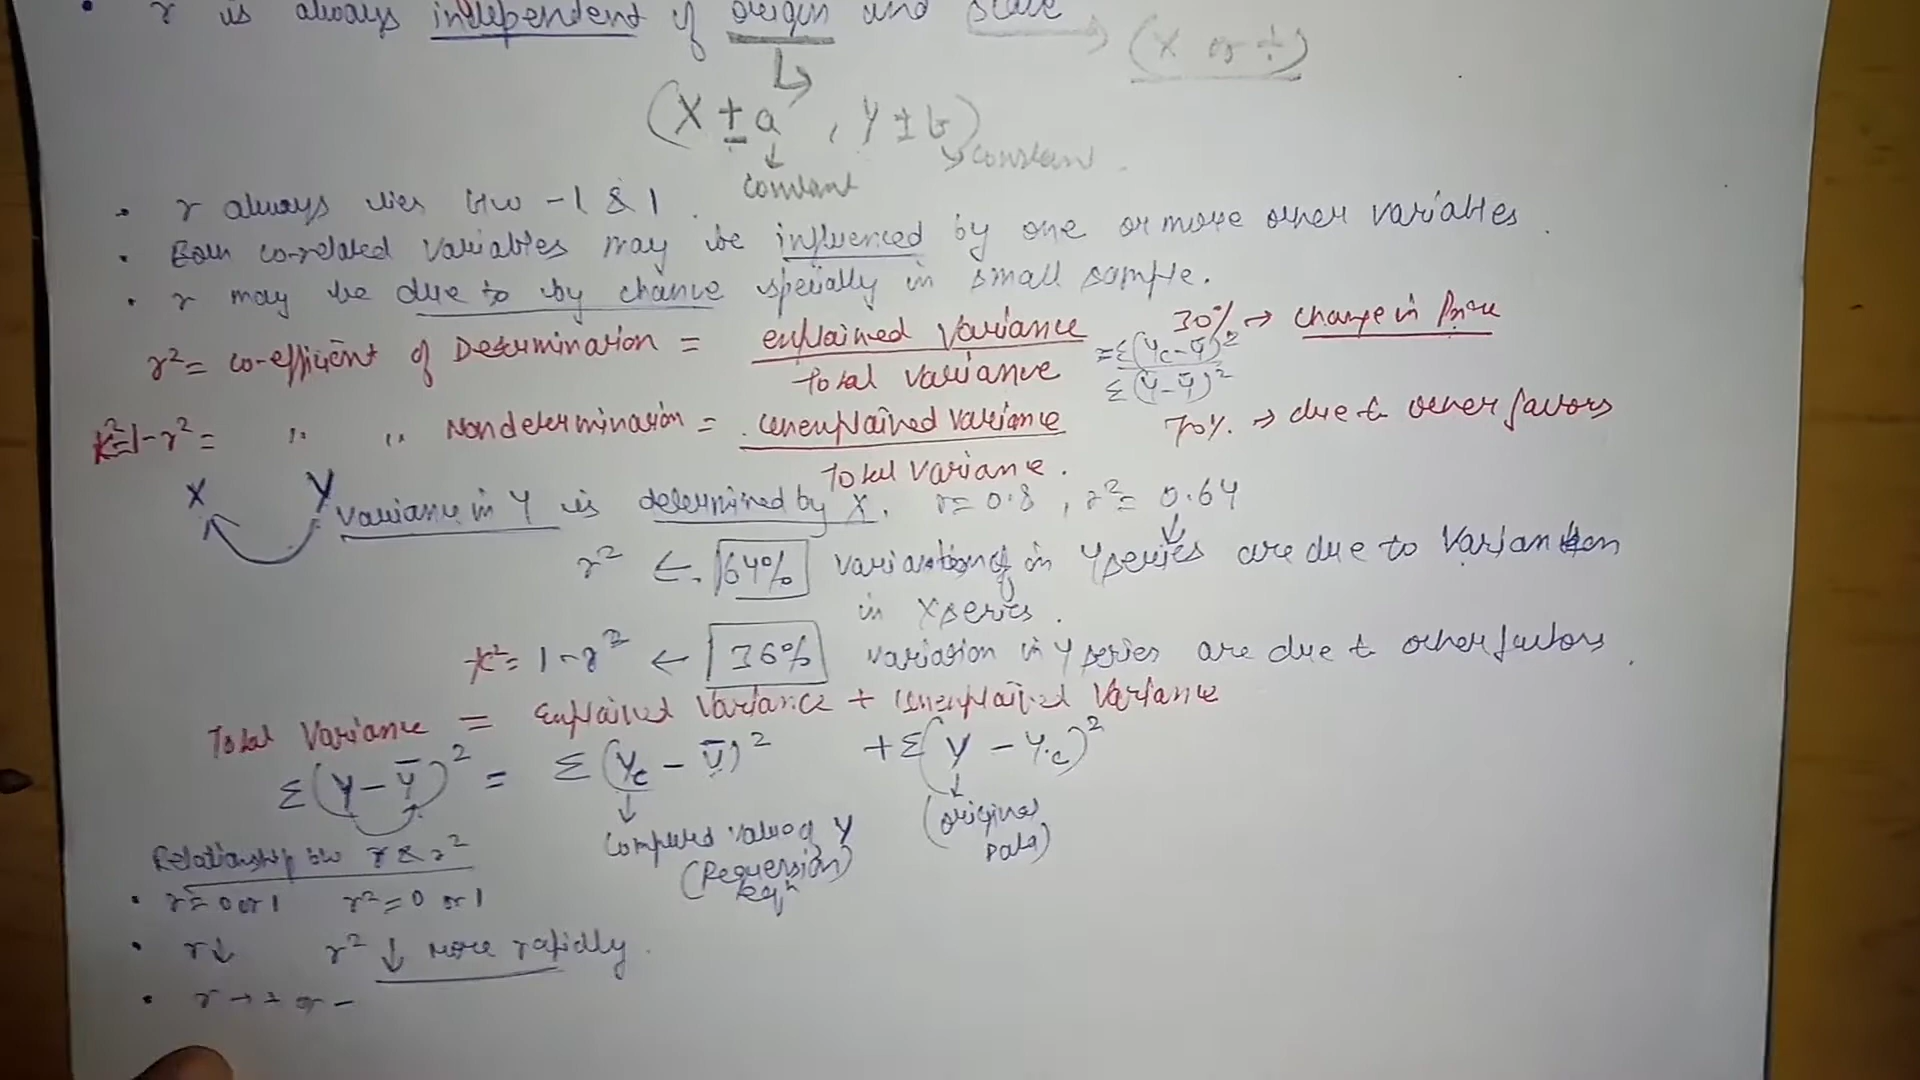 • r is always independent of origin and scale → (X or ÷)
(X ± a , Y ± b)
constant constant
• r always lies b/w -1 & 1 .
• Both co-related variables may be influenced by one or more other variables .
• r may be due to by chance specially in small sample.
r² = co-efficient of Determination = explained Variance / Total Variance = Σ(Yc - Ȳ)² / Σ(Y - Ȳ)² 30% → change in Price
K² = 1 - r² = " " Nondetermination = unexplained Variance / Total Variance . 70% → due to other factors
X Y Variance in Y is determined by X. r = 0.8 , r² = 0.64
r² ← 64% variation in Y series are due to Variation
in X series .
K² = 1 - r² ← 36% variation in Y series are due to other factors .
Total Variance = Explained Variance + Unexplained Variance
Σ(Y - Ȳ)² = Σ(Yc - Ȳ)² + Σ(Y - Yc)²
value of Y (original
Data)
Relationship b/w r & r²
• r = 0 or 1 r² = 0 or 1
• r↓ r² ↓ more rapidly .
• r → + or -